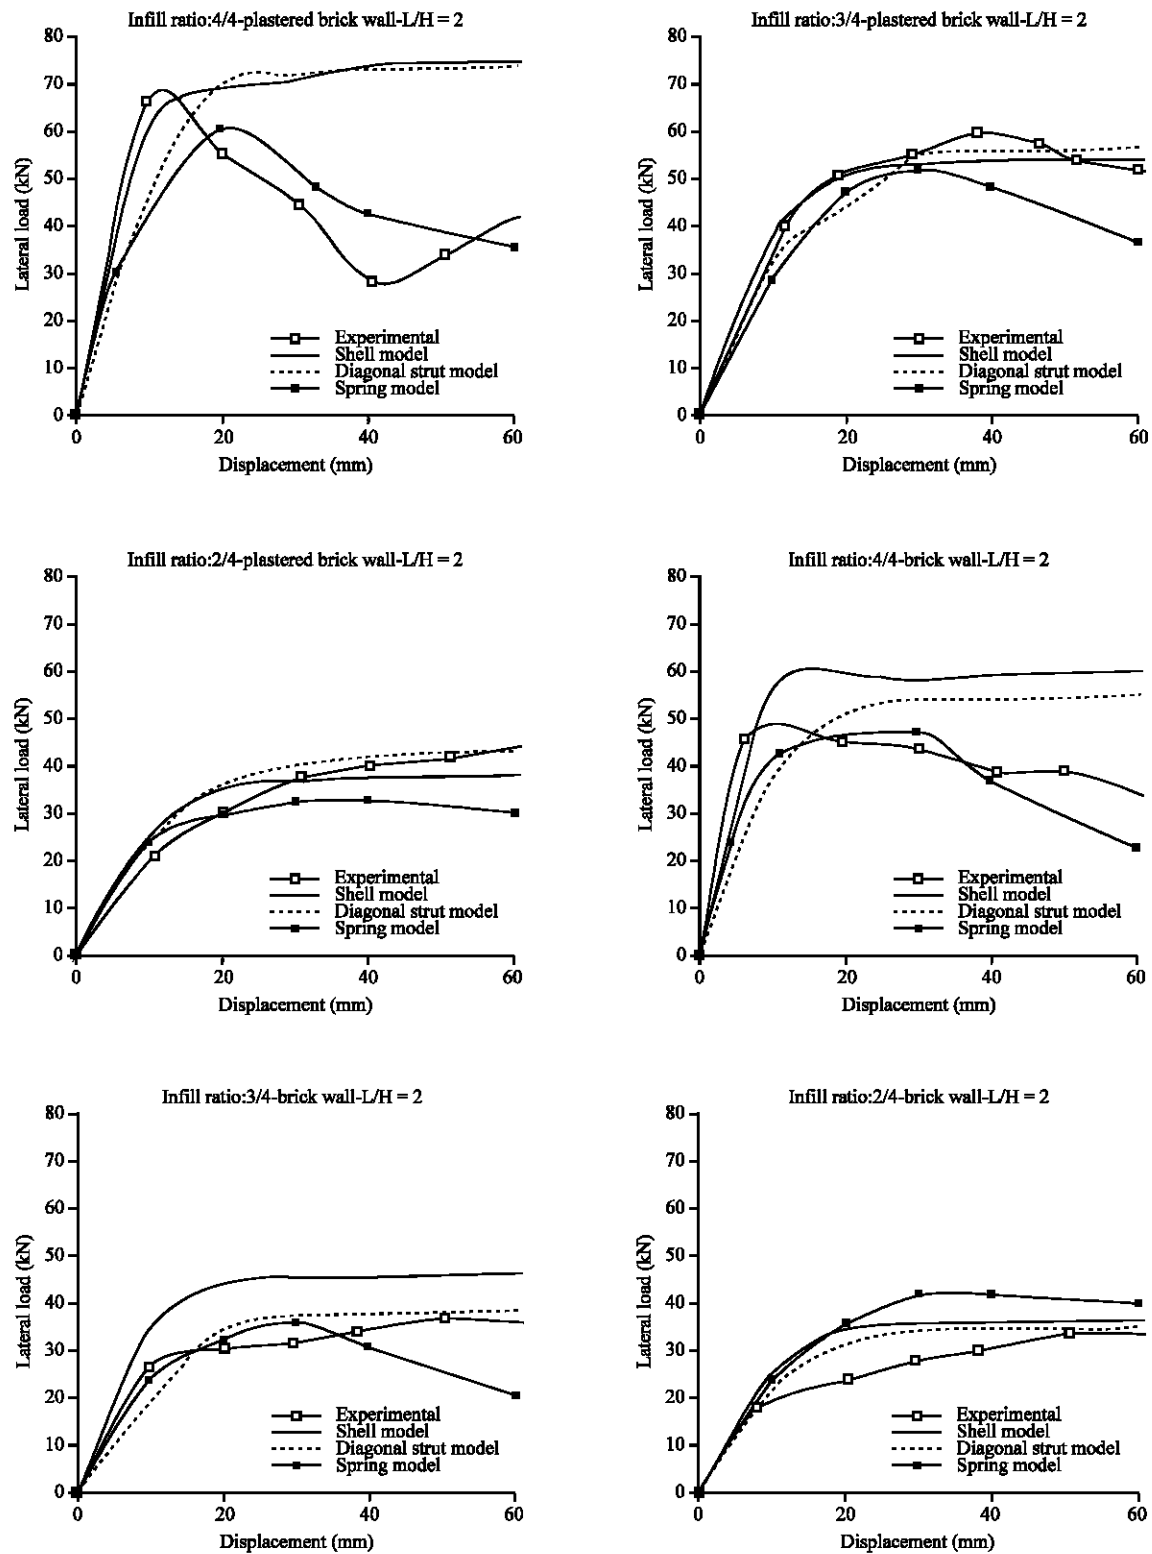 Infill ratio:4/4-plastered brick wall-L/H = 2
80
70
60
50
40
30
20
10
0
Lateral load (kN)
Experimental
Shell model
Diagonal strut model
Spring model
0 20 40 60
Displacement (mm)
Infill ratio:3/4-plastered brick wall-L/H = 2
80
70
60
50
40
30
20
10
0
Lateral load (kN)
Experimental
Shell model
Diagonal strut model
Spring model
0 20 40 60
Displacement (mm)
Infill ratio:2/4-plastered brick wall-L/H = 2
80
70
60
50
40
30
20
10
0
Lateral load (kN)
Experimental
Shell model
Diagonal strut model
Spring model
0 20 40 60
Displacement (mm)
Infill ratio:4/4-brick wall-L/H = 2
80
70
60
50
40
30
20
10
0
Lateral load (kN)
Experimental
Shell model
Diagonal strut model
Spring model
0 20 40 60
Displacement (mm)
Infill ratio:3/4-brick wall-L/H = 2
80
70
60
50
40
30
20
10
0
Lateral load (kN)
Experimental
Shell model
Diagonal strut model
Spring model
0 20 40 60
Displacement (mm)
Infill ratio:2/4-brick wall-L/H = 2
80
70
60
50
40
30
20
10
0
Lateral load (kN)
Experimental
Shell model
Diagonal strut model
Spring model
0 20 40 60
Displacement (mm)